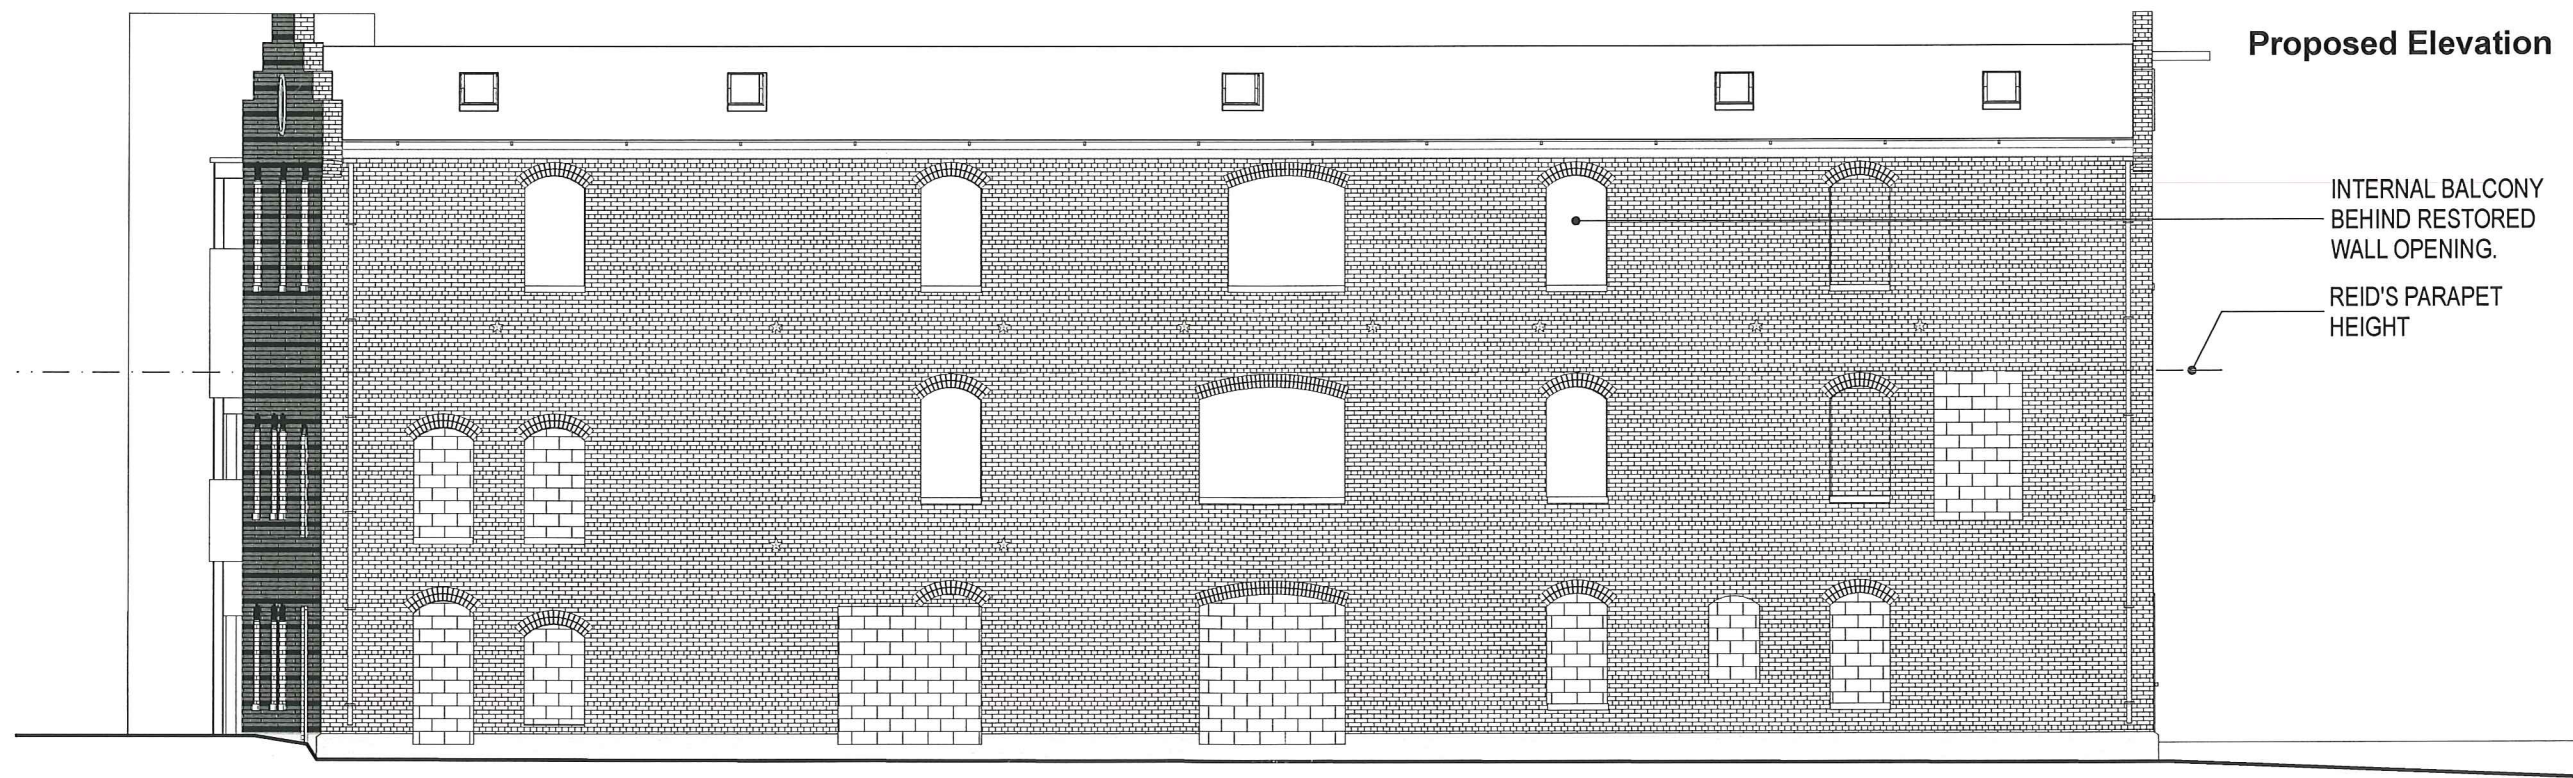 Proposed Elevation
INTERNAL BALCONY
BEHIND RESTORED
WALL OPENING.
REID'S PARAPET
HEIGHT